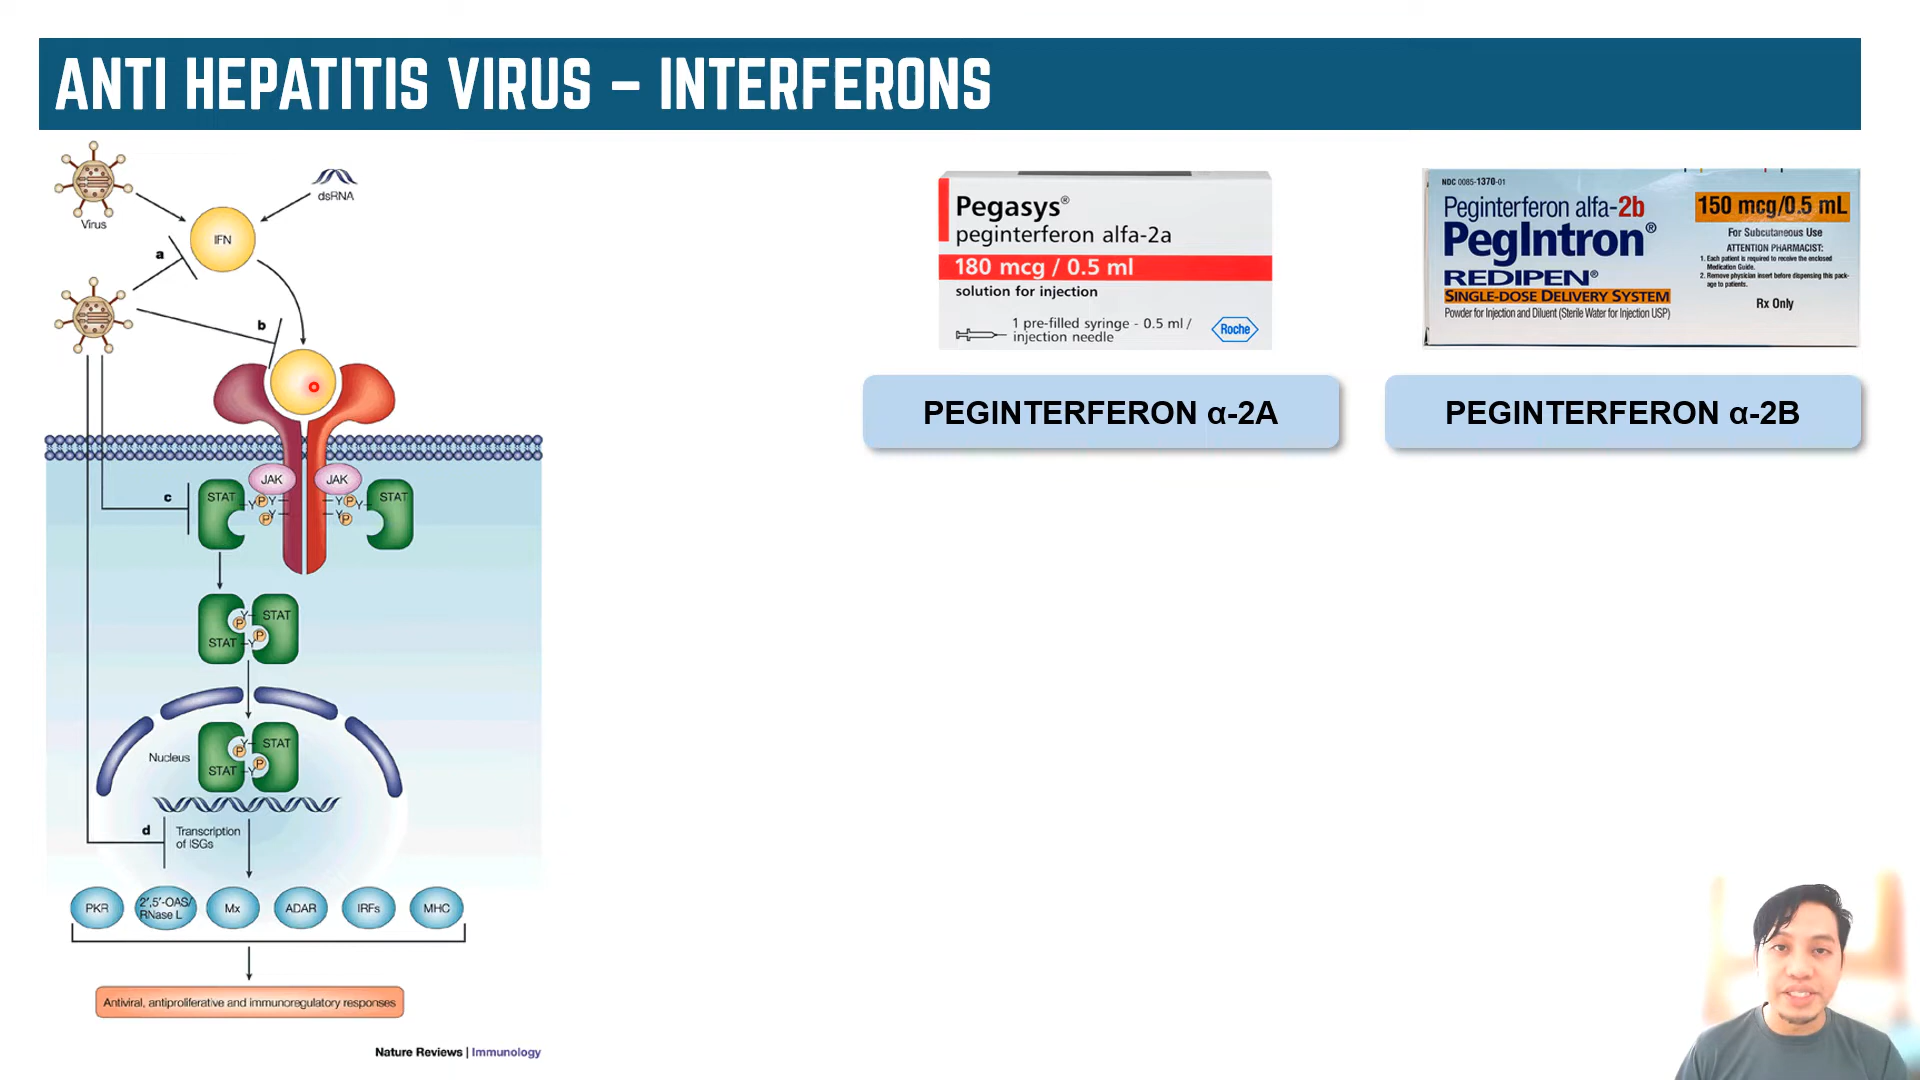 ANTI HEPATITIS VIRUS – INTERFERONS
Virus
dsRNA
IFN
a
b
JAK
JAK
c
STAT
STAT
Y
P
Y
P
Y
P
Y
P
Y
Y
STAT
STAT
Y
P
P
Y
Nucleus
STAT
STAT
Y
P
P
Y
d
Transcription
of ISGs
PKR
2',5'-OAS/
RNase L
Mx
ADAR
IRFs
MHC
Antiviral, antiproliferative and immunoregulatory responses
Nature Reviews | Immunology
Pegasys®
peginterferon alfa-2a
180 mcg / 0.5 ml
solution for injection
1 pre-filled syringe - 0.5 ml /
injection needle
Roche
PEGINTERFERON α-2A
NDC 0085-1370-01
Peginterferon alfa-2b
PegIntron®
REDIPEN®
SINGLE-DOSE DELIVERY SYSTEM
Powder for Injection and Diluent (Sterile Water for Injection USP)
150 mcg/0.5 mL
For Subcutaneous Use
ATTENTION PHARMACIST:
1. Each patient is required to receive the enclosed
Medication Guide.
2. Remove physician insert before dispensing this pack-
age to patients.
Rx Only
PEGINTERFERON α-2B